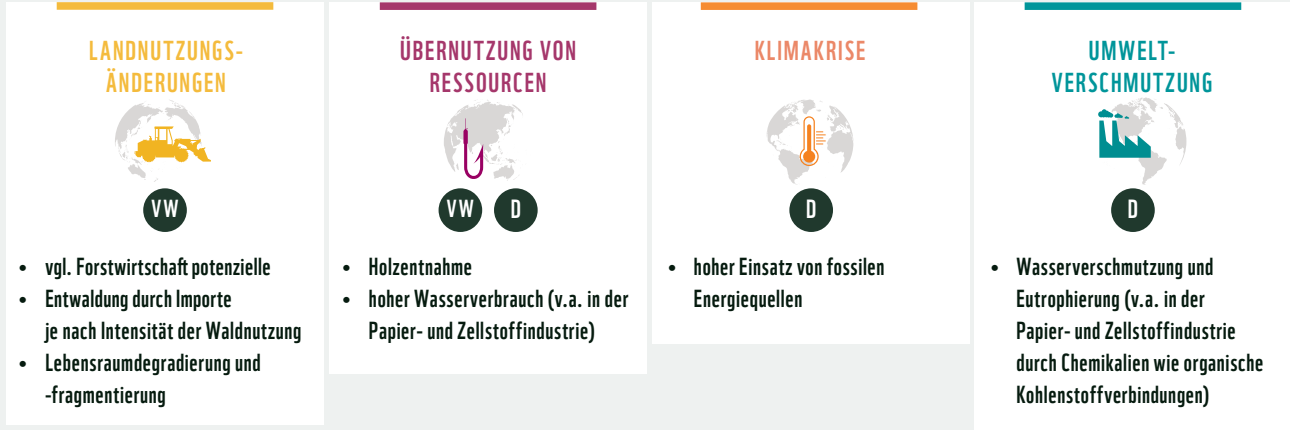 LANDNUTZUNGS-
ÄNDERUNGEN
VW
• vgl. Forstwirtschaft potenzielle
• Entwaldung durch Importe
je nach Intensität der Waldnutzung
• Lebensraumdegradierung und
-fragmentierung
ÜBERNUTZUNG VON
RESSOURCEN
VW D
• Holzentnahme
• hoher Wasserverbrauch (v.a. in der
Papier- und Zellstoffindustrie)
KLIMAKRISE
D
• hoher Einsatz von fossilen
Energiequellen
UMWELT-
VERSCHMUTZUNG
D
• Wasserverschmutzung und
Eutrophierung (v.a. in der
Papier- und Zellstoffindustrie
durch Chemikalien wie organische
Kohlenstoffverbindungen)